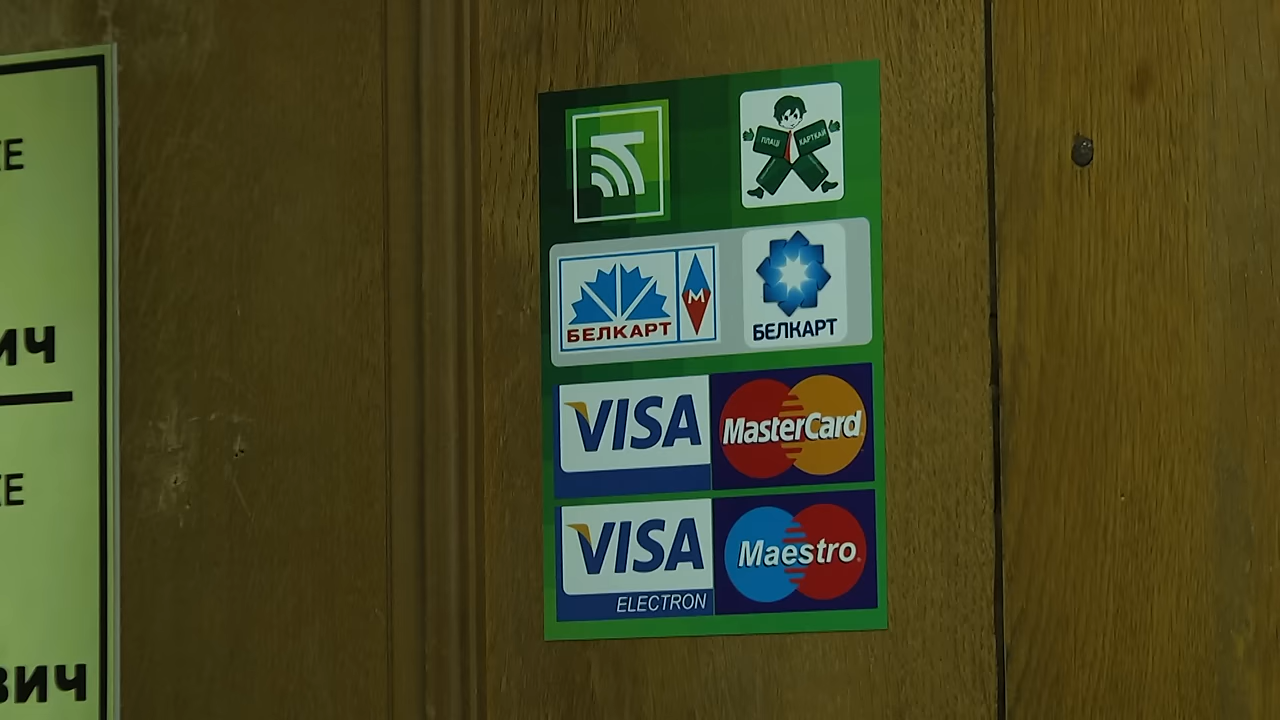 Е
ИЧ
Е
ВИЧ
ПЛАЦІ КАРТКАЙ
БЕЛКАРТ М
БЕЛКАРТ
VISA MasterCard
VISA ELECTRON
Maestro